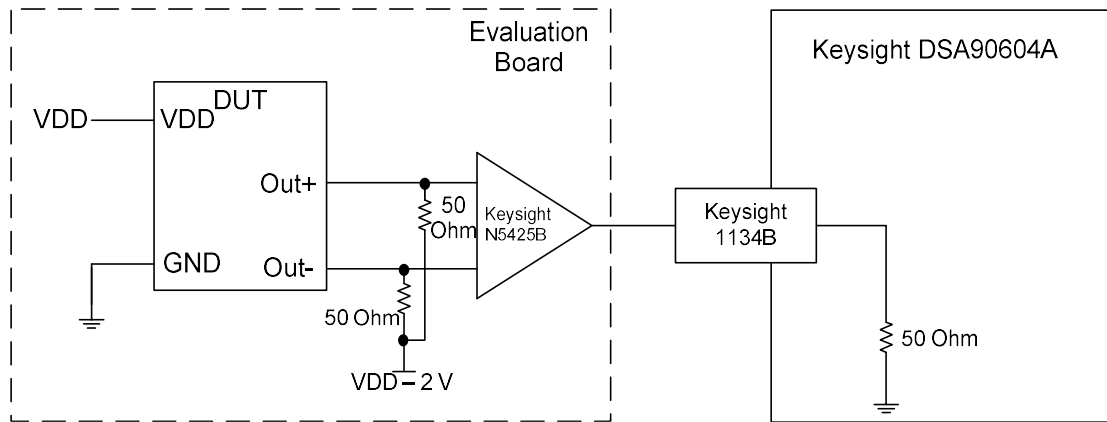 Evaluation
Board
Keysight DSA90604A
DUT
VDD
VDD
Out+
50
Ohm
Keysight
N5425B
Keysight
1134B
GND
Out-
50 Ohm
50 Ohm
VDD – 2 V